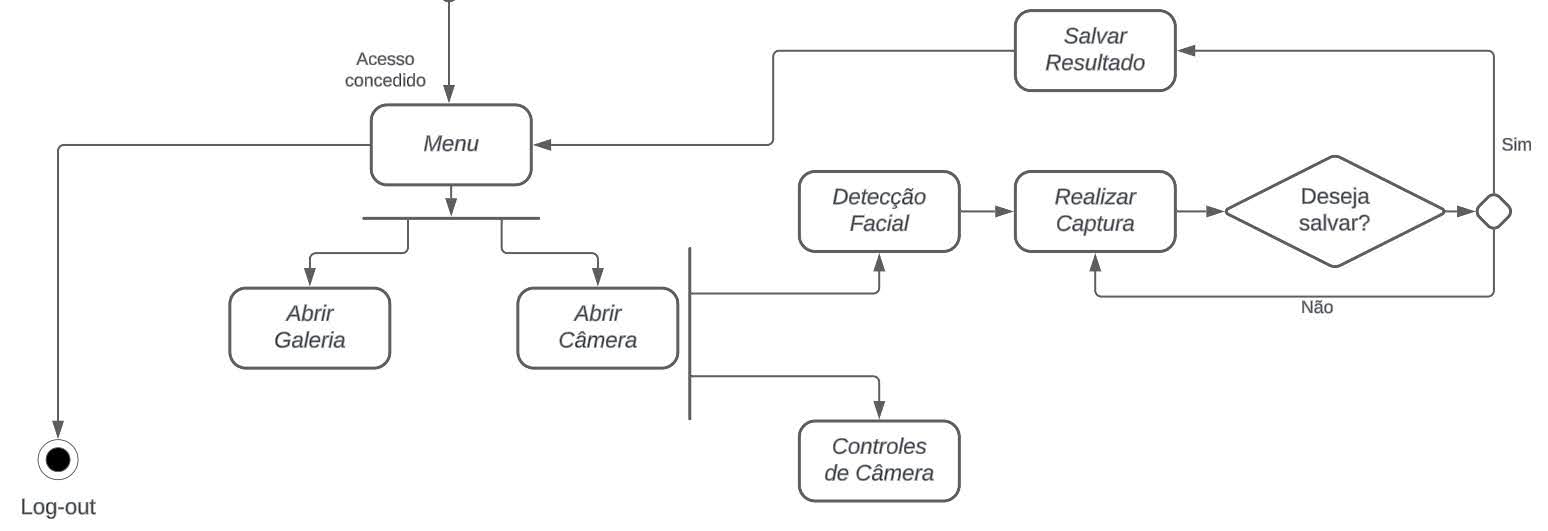 Acesso
concedido
Menu
Salvar
Resultado
Sim
Detecção
Facial
Realizar
Captura
Deseja
salvar?
Não
Abrir
Galeria
Abrir
Câmera
Controles
de Câmera
Log-out